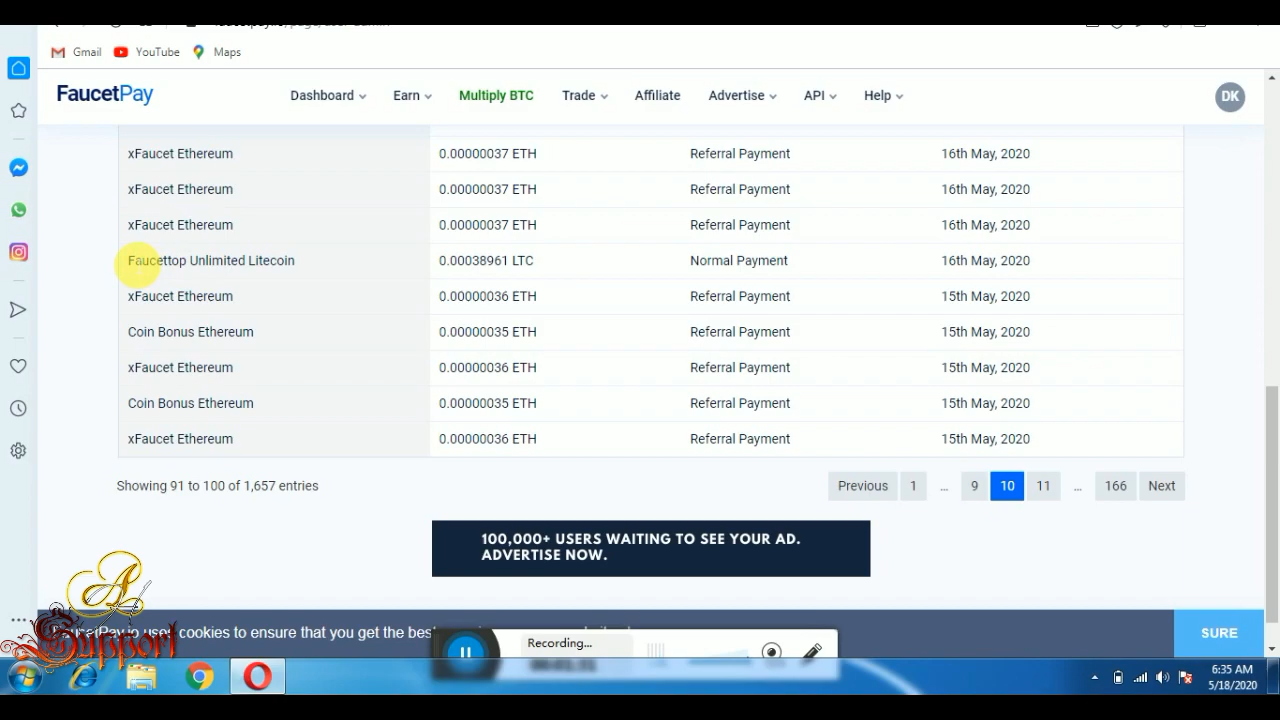 Gmail YouTube Maps
FaucetPay Dashboard Earn Multiply BTC Trade Affiliate Advertise API Help DK
xFaucet Ethereum 0.00000037 ETH Referral Payment 16th May, 2020
xFaucet Ethereum 0.00000037 ETH Referral Payment 16th May, 2020
xFaucet Ethereum 0.00000037 ETH Referral Payment 16th May, 2020
Faucettop Unlimited Litecoin 0.00038961 LTC Normal Payment 16th May, 2020
xFaucet Ethereum 0.00000036 ETH Referral Payment 15th May, 2020
Coin Bonus Ethereum 0.00000035 ETH Referral Payment 15th May, 2020
xFaucet Ethereum 0.00000036 ETH Referral Payment 15th May, 2020
Coin Bonus Ethereum 0.00000035 ETH Referral Payment 15th May, 2020
xFaucet Ethereum 0.00000036 ETH Referral Payment 15th May, 2020
Showing 91 to 100 of 1,657 entries Previous 1 ... 9 10 11 ... 166 Next
100,000+ USERS WAITING TO SEE YOUR AD.
ADVERTISE NOW.
A
Support
uses cookies to ensure that you get the SURE
Recording...
6:35 AM
5/18/2020